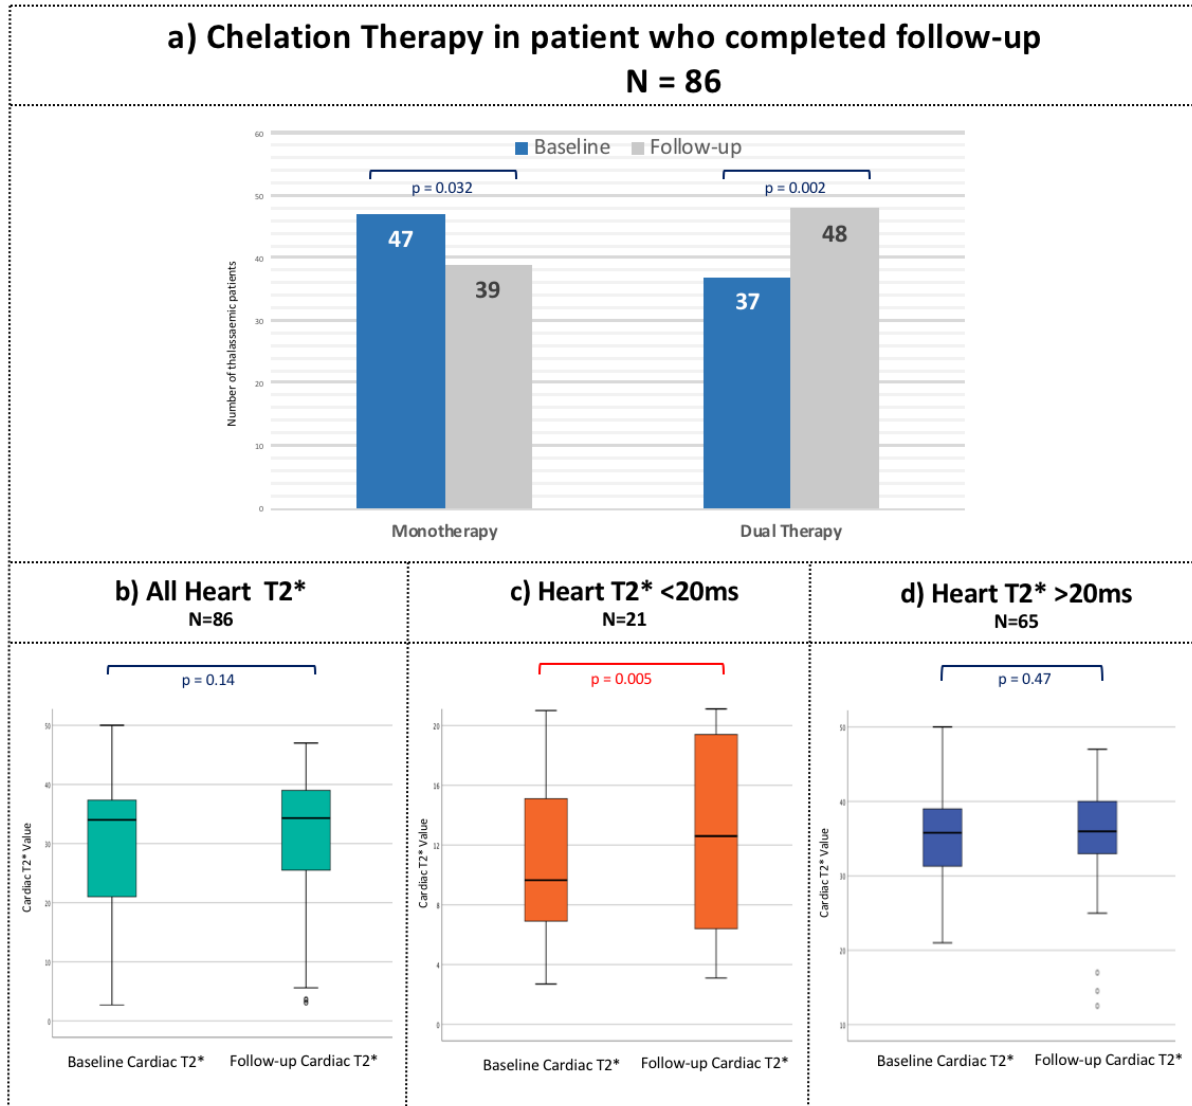 a) Chelation Therapy in patient who completed follow-up
N = 86
Baseline Follow-up
p = 0.032
p = 0.002
Number of thalassaemic patients
60
50
40
30
20
10
0
47
39
37
48
Monotherapy
Dual Therapy
b) All Heart T2*
N=86
p = 0.14
Cardiac T2* Value
50
40
30
20
10
0
Baseline Cardiac T2*
Follow-up Cardiac T2*
c) Heart T2* <20ms
N=21
p = 0.005
Cardiac T2* Value
20
16
12
8
4
0
Baseline Cardiac T2*
Follow-up Cardiac T2*
d) Heart T2* >20ms
N=65
p = 0.47
Cardiac T2* Value
50
40
30
20
10
Baseline Cardiac T2*
Follow-up Cardiac T2*